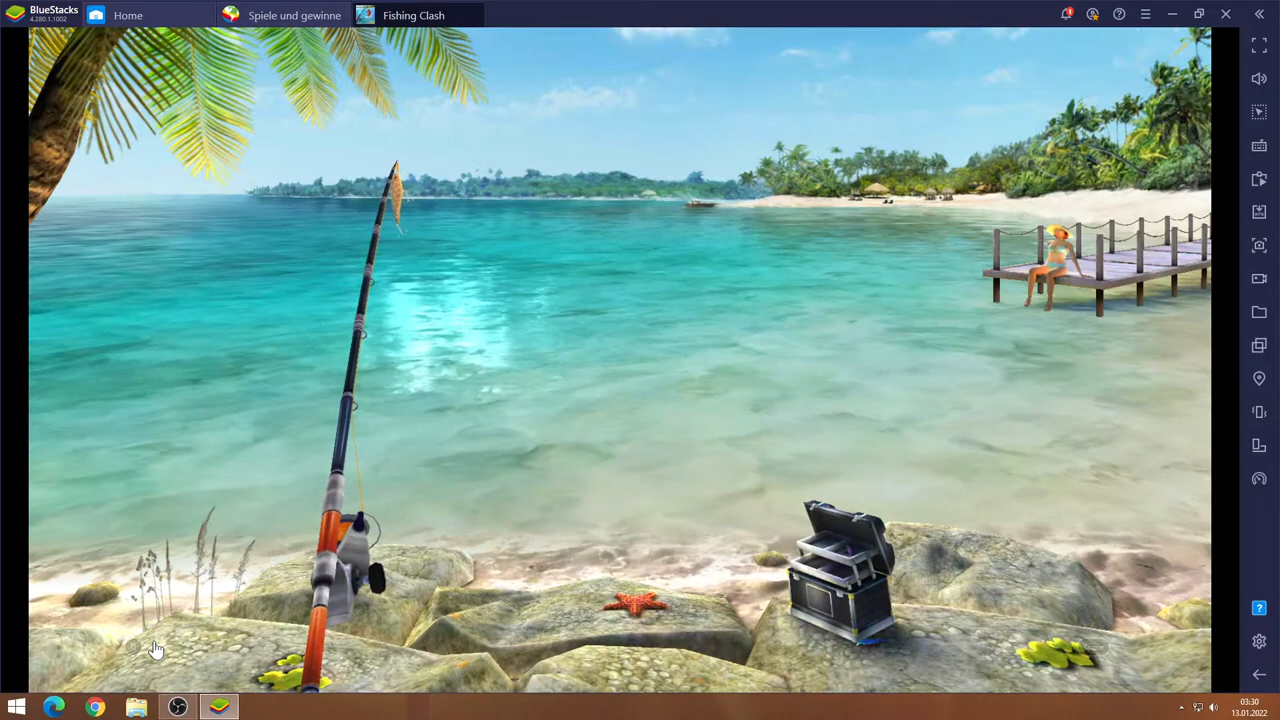 BlueStacks
4.280.1.1002
Home
Spiele und gewinne
Fishing Clash
03:30
13.01.2022